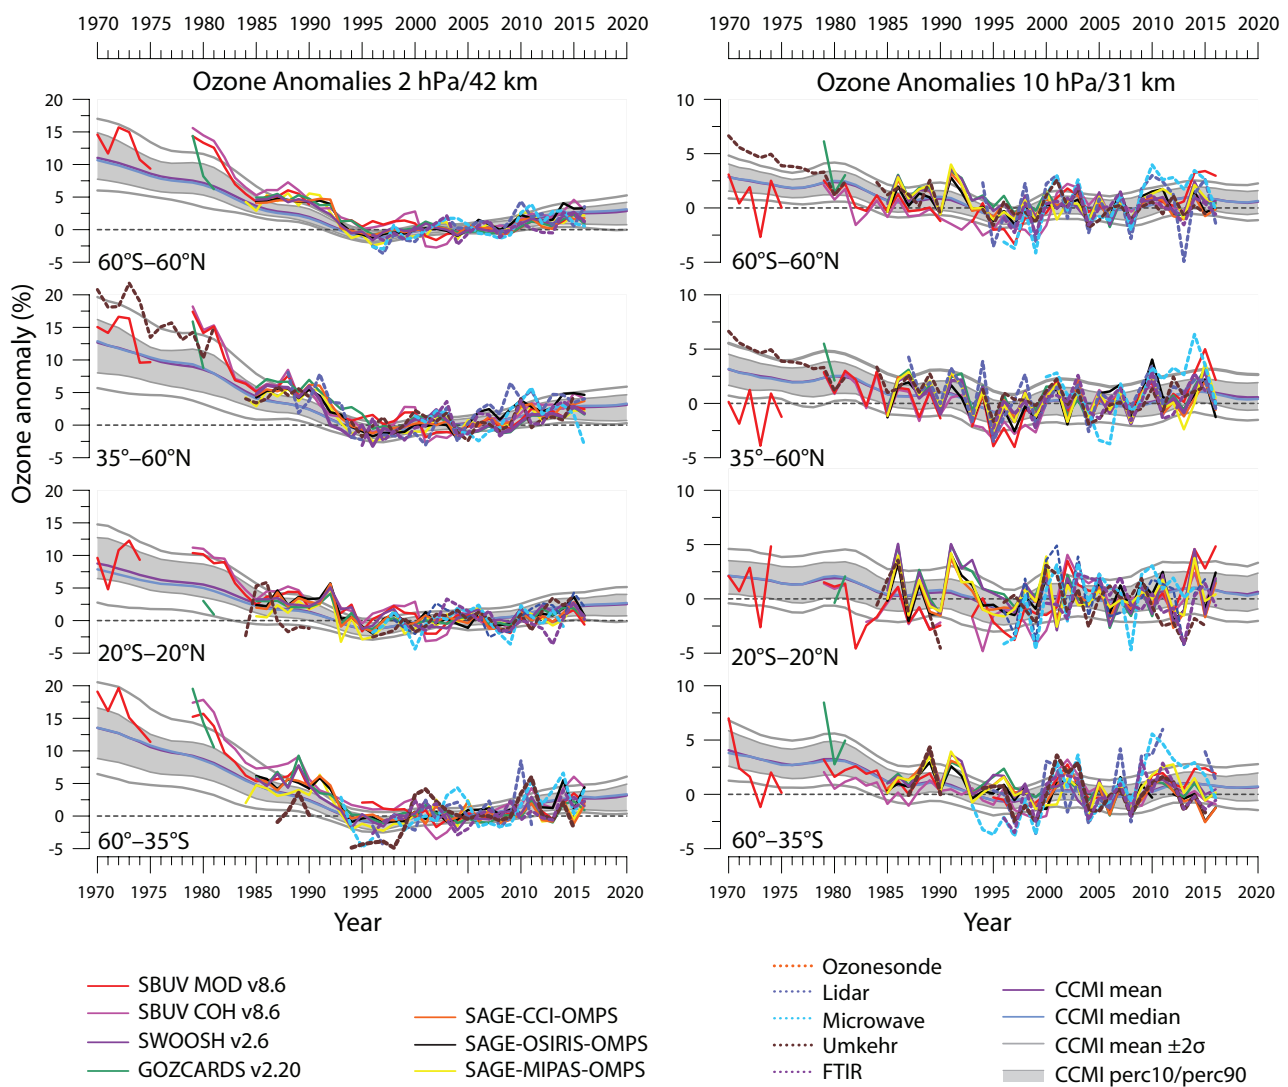 1970 1975 1980 1985 1990 1995 2000 2005 2010 2015 2020
1970 1975 1980 1985 1990 1995 2000 2005 2010 2015 2020
Ozone Anomalies 2 hPa/42 km
Ozone Anomalies 10 hPa/31 km
Ozone anomaly (%)
20
15
10
5
0
-5
60°S–60°N
10
5
0
-5
60°S–60°N
20
15
10
5
0
-5
35°–60°N
10
5
0
-5
35°–60°N
20
15
10
5
0
-5
20°S–20°N
10
5
0
-5
20°S–20°N
20
15
10
5
0
-5
60°–35°S
10
5
0
-5
60°–35°S
1970 1975 1980 1985 1990 1995 2000 2005 2010 2015 2020
1970 1975 1980 1985 1990 1995 2000 2005 2010 2015 2020
Year
Year
SBUV MOD v8.6
SBUV COH v8.6
SWOOSH v2.6
GOZCARDS v2.20
SAGE-CCI-OMPS
SAGE-OSIRIS-OMPS
SAGE-MIPAS-OMPS
Ozonesonde
Lidar
Microwave
Umkehr
FTIR
CCMI mean
CCMI median
CCMI mean ±2σ
CCMI perc10/perc90